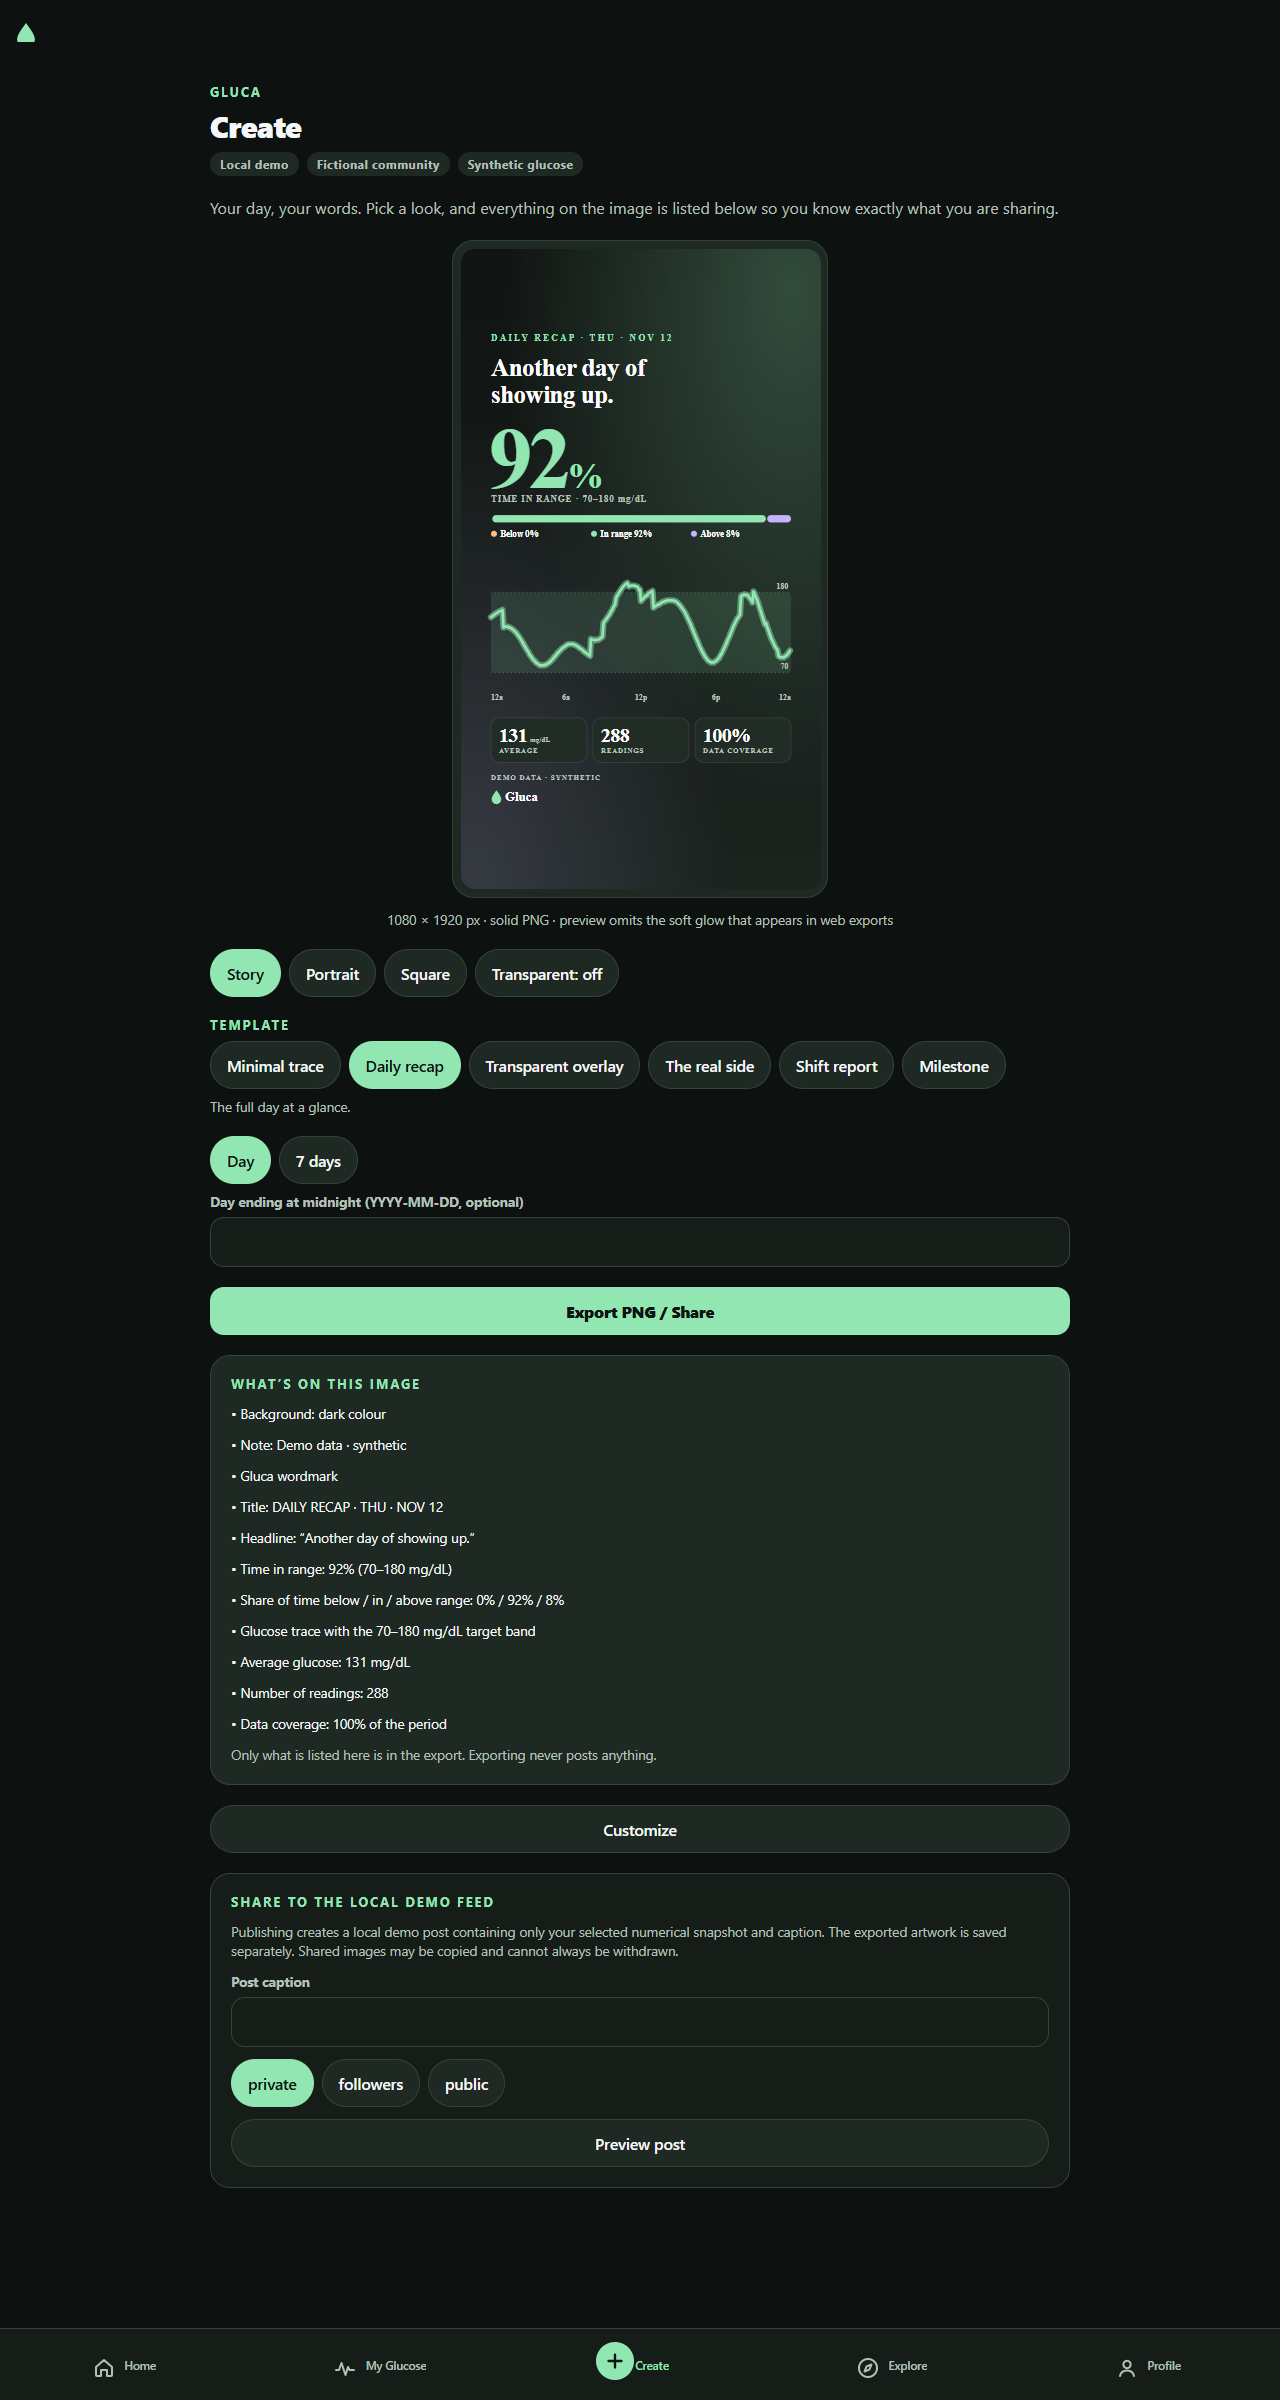 GLUCA
Create
Local demo Fictional community Synthetic glucose
Your day, your words. Pick a look, and everything on the image is listed below so you know exactly what you are sharing.
DAILY RECAP · THU · NOV 12
Another day of
showing up.
92%
TIME IN RANGE · 70–180 mg/dL
Below 0% In range 92% Above 8%
180
70
12a 6a 12p 6p 12a
131 mg/dL 288 100%
AVERAGE READINGS DATA COVERAGE
DEMO DATA · SYNTHETIC
Gluca
1080 × 1920 px · solid PNG · preview omits the soft glow that appears in web exports
Story Portrait Square Transparent: off
TEMPLATE
Minimal trace Daily recap Transparent overlay The real side Shift report Milestone
The full day at a glance.
Day 7 days
Day ending at midnight (YYYY-MM-DD, optional)
Export PNG / Share
WHAT’S ON THIS IMAGE
• Background: dark colour
• Note: Demo data · synthetic
• Gluca wordmark
• Title: DAILY RECAP · THU · NOV 12
• Headline: “Another day of showing up.”
• Time in range: 92% (70–180 mg/dL)
• Share of time below / in / above range: 0% / 92% / 8%
• Glucose trace with the 70–180 mg/dL target band
• Average glucose: 131 mg/dL
• Number of readings: 288
• Data coverage: 100% of the period
Only what is listed here is in the export. Exporting never posts anything.
Customize
SHARE TO THE LOCAL DEMO FEED
Publishing creates a local demo post containing only your selected numerical snapshot and caption. The exported artwork is saved
separately. Shared images may be copied and cannot always be withdrawn.
Post caption
private followers public
Preview post
Home My Glucose Create Explore Profile